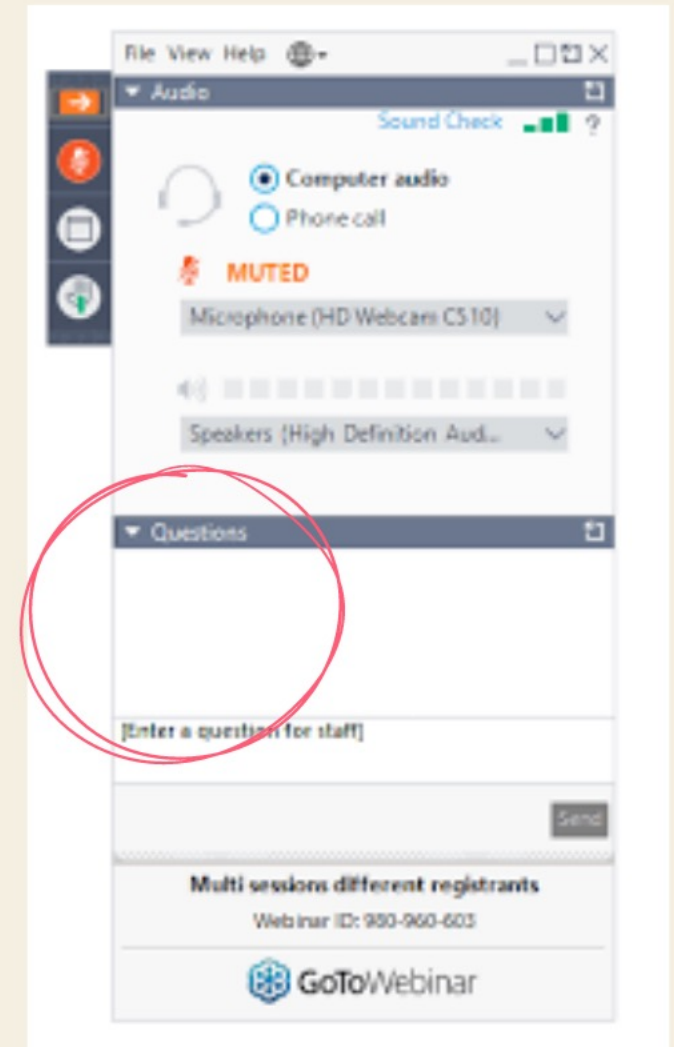 File View Help
Audio
Sound Check ?
Computer audio
Phone call
MUTED
Microphone (HD Webcam C510)
Speakers (High Definition Aud...
Questions
[Enter a question for staff]
Send
Multi sessions different registrants
Webinar ID: 980-960-603
GoToWebinar